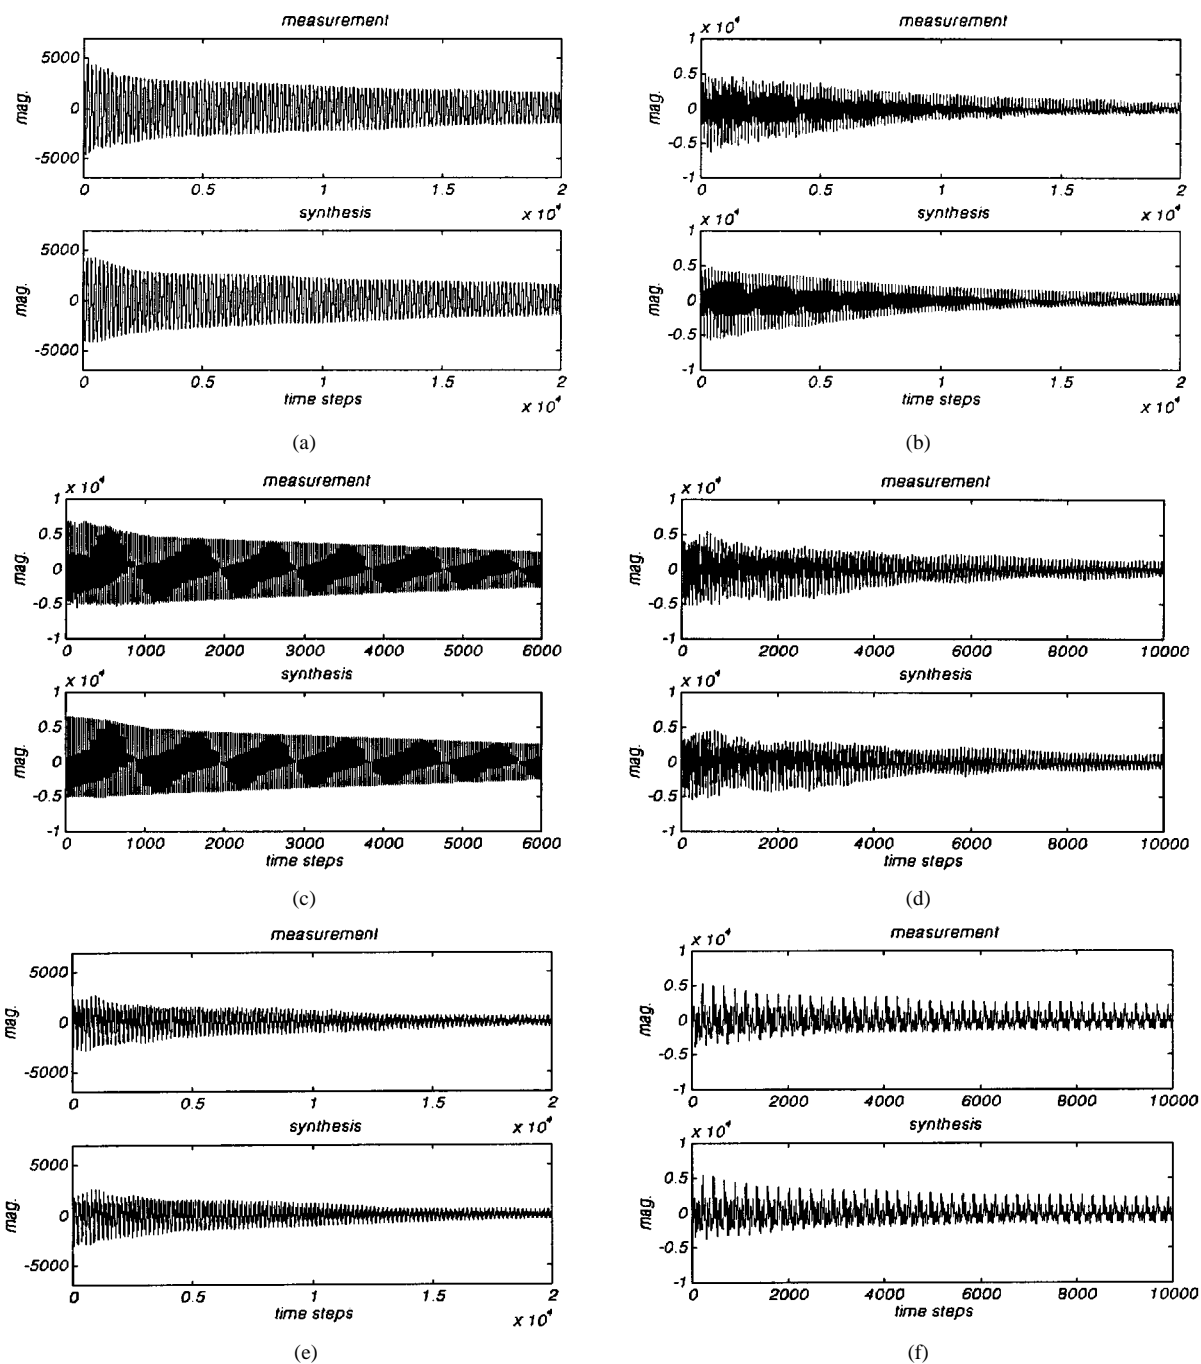 measurement
mag.
5000
0
-5000
0 0.5 1 1.5 2
x 10⁴
synthesis
mag.
5000
0
-5000
0 0.5 1 1.5 2
time steps
x 10⁴
(a)
measurement
x 10⁴
mag.
1
0.5
0
-0.5
-1
0 0.5 1 1.5 2
x 10⁴
synthesis
x 10⁴
mag.
1
0.5
0
-0.5
-1
0 0.5 1 1.5 2
time steps
x 10⁴
(b)
measurement
x 10⁴
mag.
1
0.5
0
-0.5
-1
0 1000 2000 3000 4000 5000 6000
synthesis
x 10⁴
mag.
1
0.5
0
-0.5
-1
0 1000 2000 3000 4000 5000 6000
time steps
(c)
measurement
x 10⁴
mag.
1
0.5
0
-0.5
-1
0 2000 4000 6000 8000 10000
synthesis
x 10⁴
mag.
1
0.5
0
-0.5
-1
0 2000 4000 6000 8000 10000
time steps
(d)
measurement
mag.
5000
0
-5000
0 0.5 1 1.5 2
x 10⁴
synthesis
mag.
5000
0
-5000
0 0.5 1 1.5 2
time steps
x 10⁴
(e)
measurement
x 10⁴
mag.
1
0.5
0
-0.5
-1
0 2000 4000 6000 8000 10000
synthesis
x 10⁴
mag.
1
0.5
0
-0.5
-1
0 2000 4000 6000 8000 10000
time steps
(f)